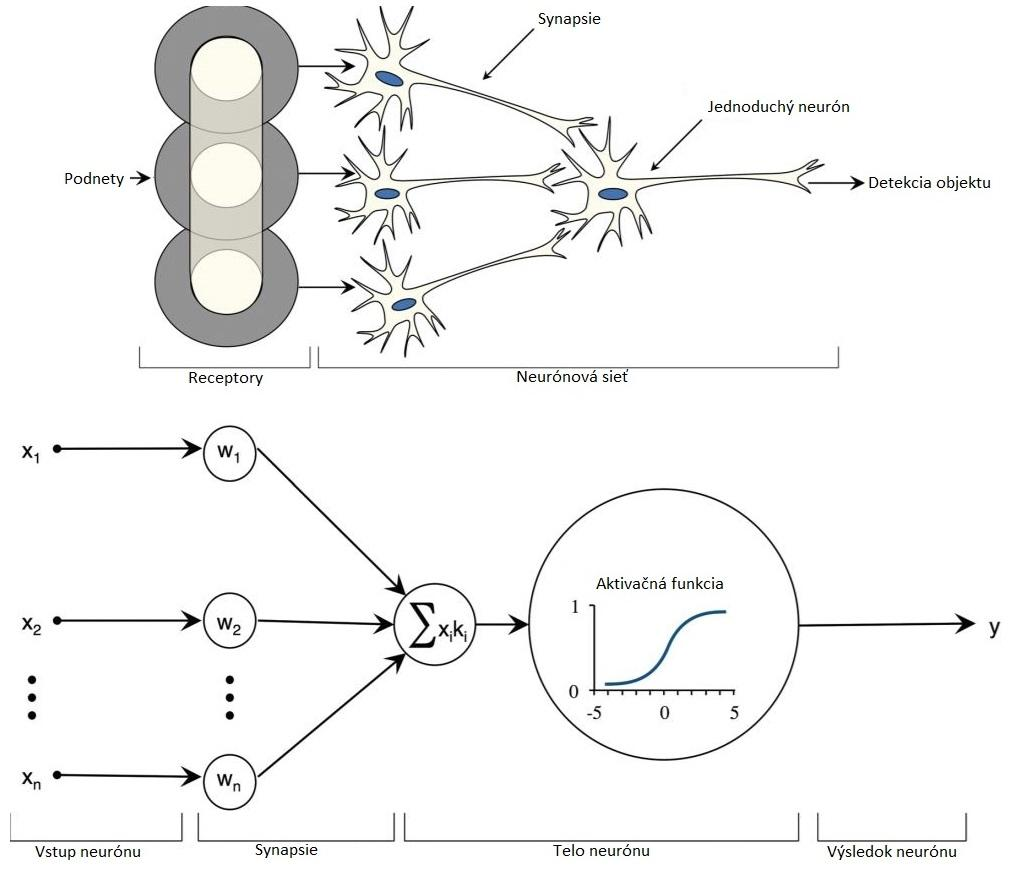 Synapsie
Jednoduchý neurón
Podnety
Detekcia objektu
Receptory
Neurónová sieť
x₁
w₁
Aktivačná funkcia
1
x₂
w₂
∑xᵢkᵢ
y
0
-5
0
5
xₙ
wₙ
Vstup neurónu
Synapsie
Telo neurónu
Výsledok neurónu